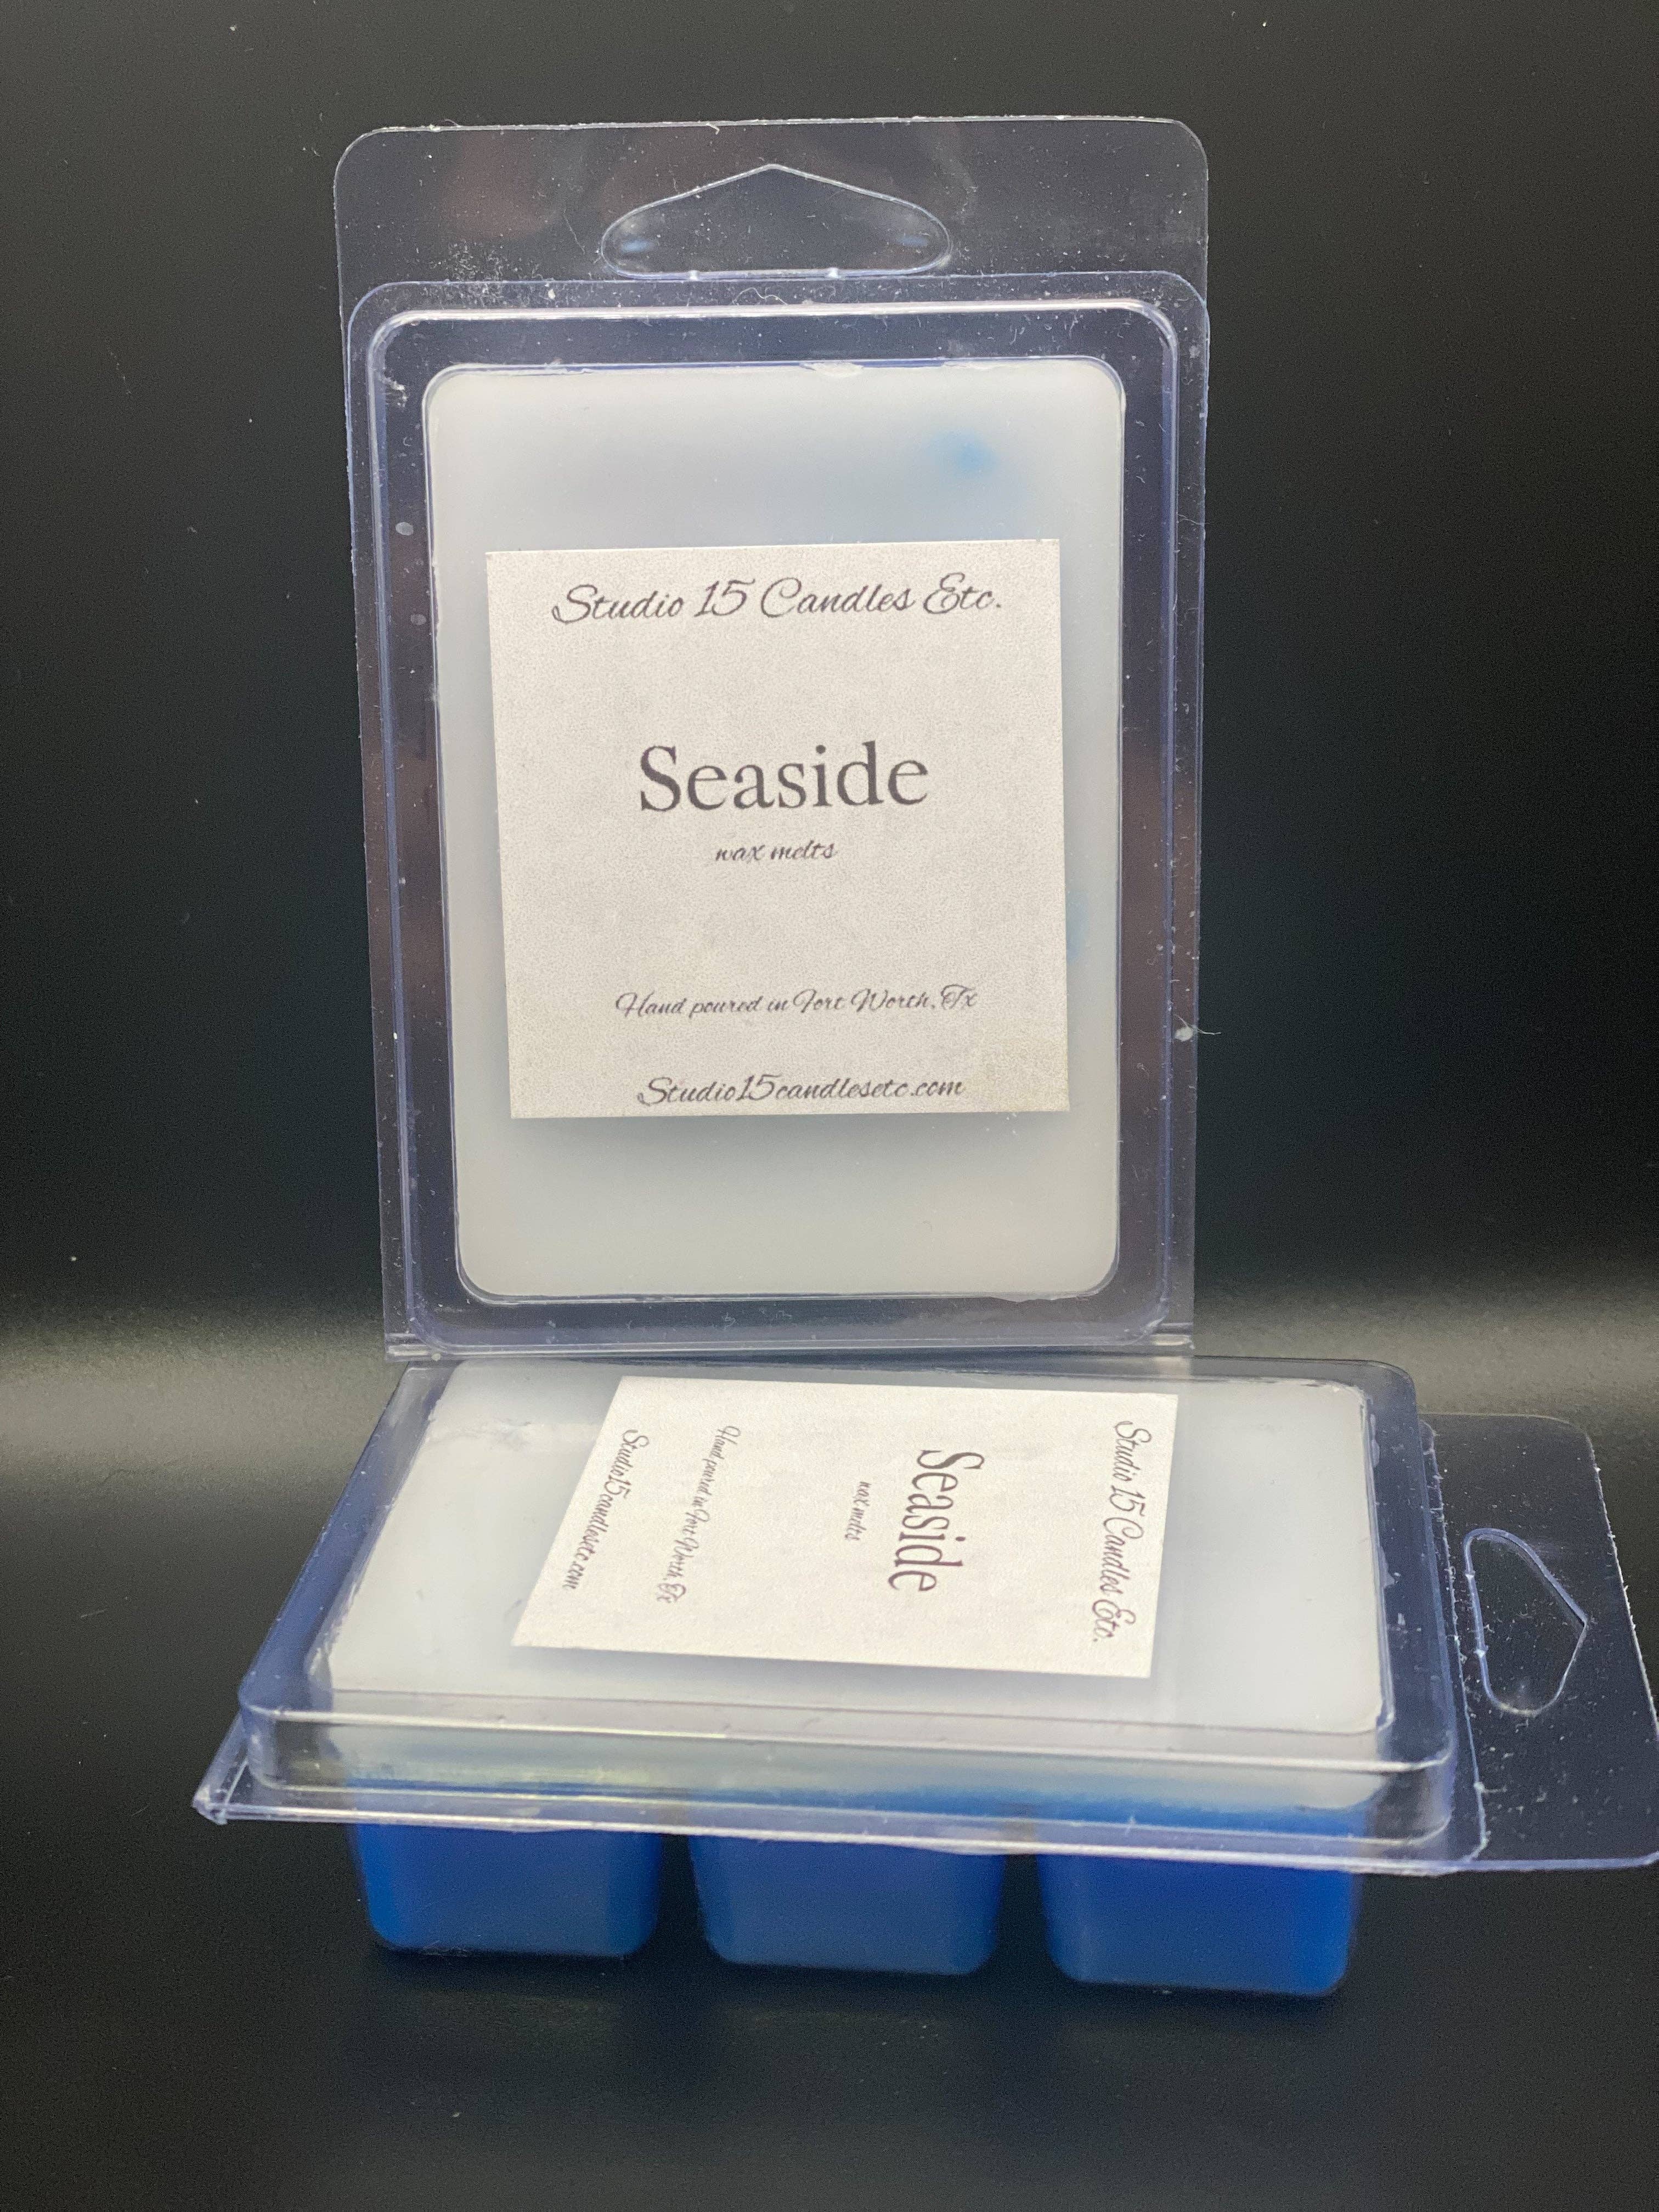 Studio 15 Candles Etc.
Seaside
wax melts
Hand poured in Fort Worth, Tx
Studio15candlesetc.com
Studio 15 Candles Etc.
Seaside
wax melts
Hand poured in Fort Worth, Tx
Studio15candlesetc.com